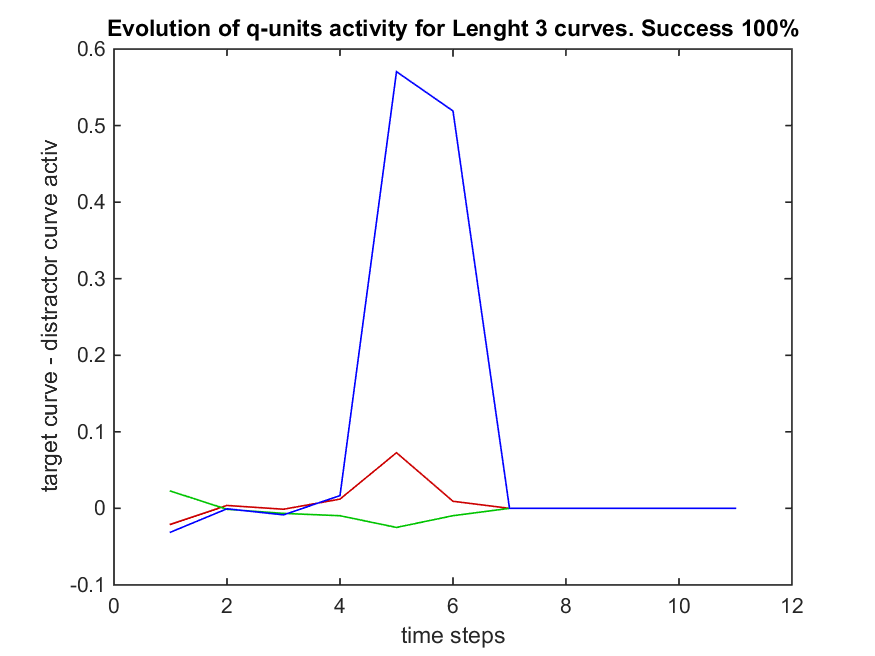 Evolution of q-units activity for Lenght 3 curves. Success 100%
target curve - distractor curve activ
0.6
0.5
0.4
0.3
0.2
0.1
0
-0.1
0 2 4 6 8 10 12
time steps